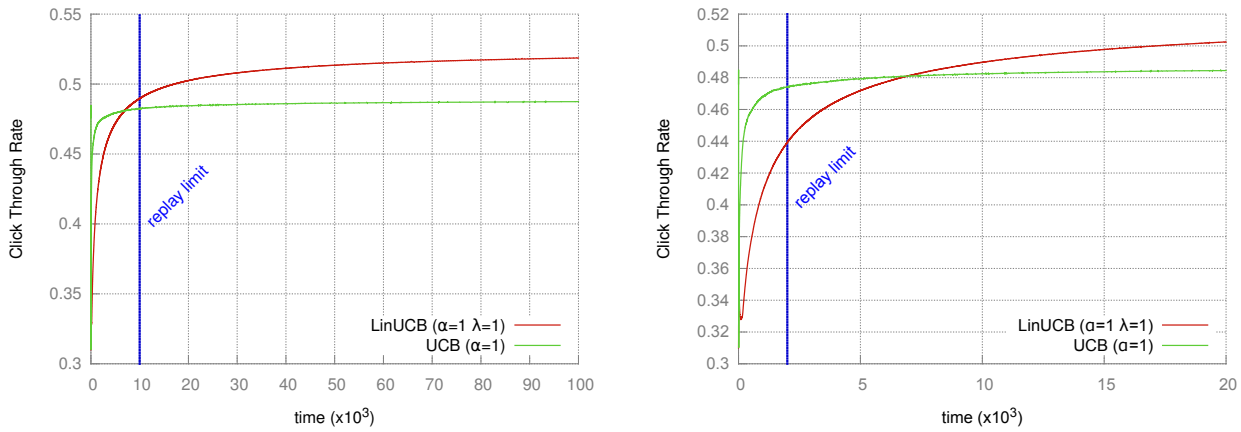 0.55
0.5
0.45
0.4
0.35
0.3
Click Through Rate
replay limit
LinUCB (α=1 λ=1)
UCB (α=1)
0 10 20 30 40 50 60 70 80 90 100
time (x10³)
0.52
0.5
0.48
0.46
0.44
0.42
0.4
0.38
0.36
0.34
0.32
0.3
Click Through Rate
replay limit
LinUCB (α=1 λ=1)
UCB (α=1)
0 5 10 15 20
time (x10³)